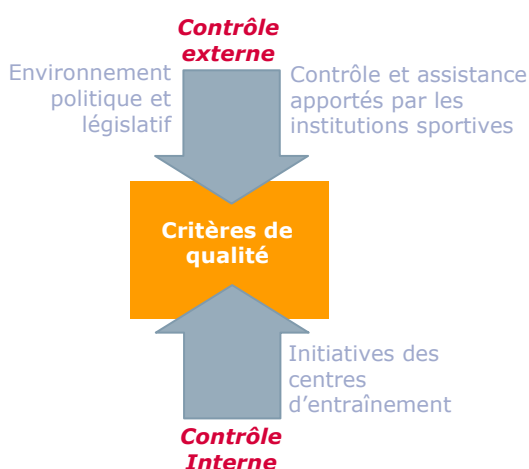 Contrôle
externe
Environnement
politique et
législatif
Contrôle et assistance
apportés par les
institutions sportives
Critères de
qualité
Initiatives des
centres
d’entraînement
Contrôle
Interne